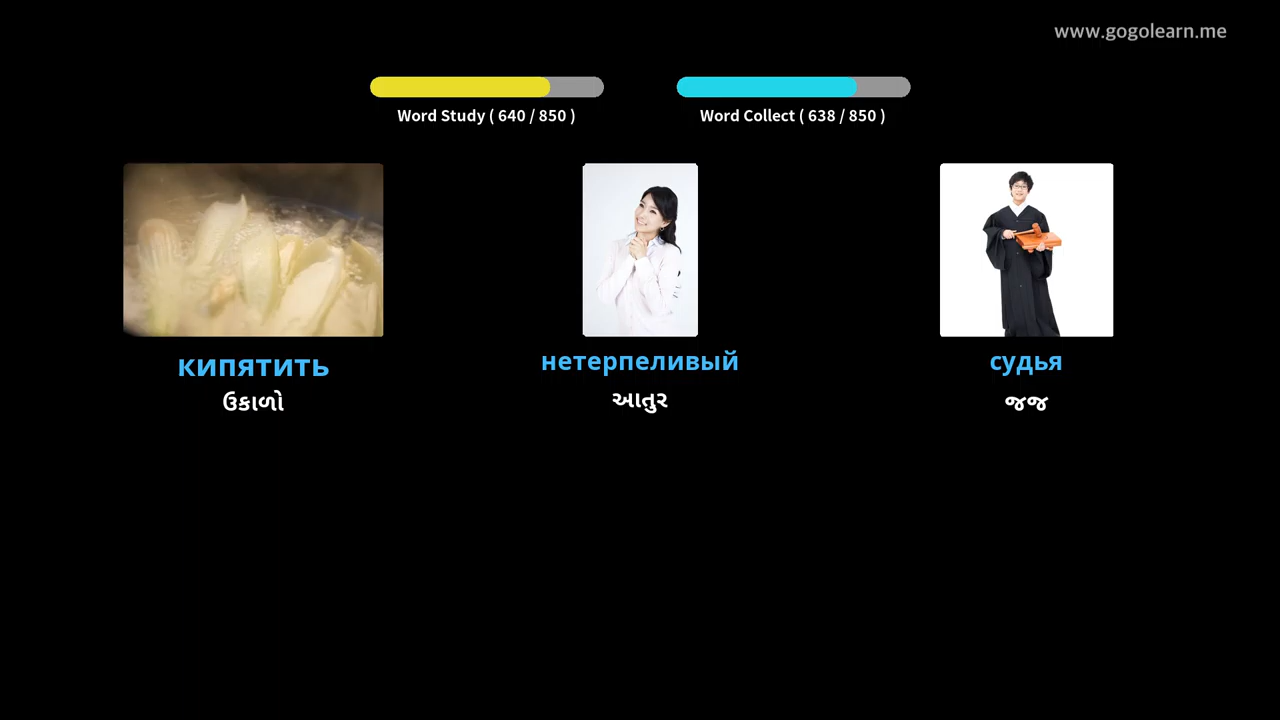 www.gogolearn.me
Word Study ( 640 / 850 )
Word Collect ( 638 / 850 )
кипятить
ઉકાળો
нетерпеливый
આતુર
судья
જજ